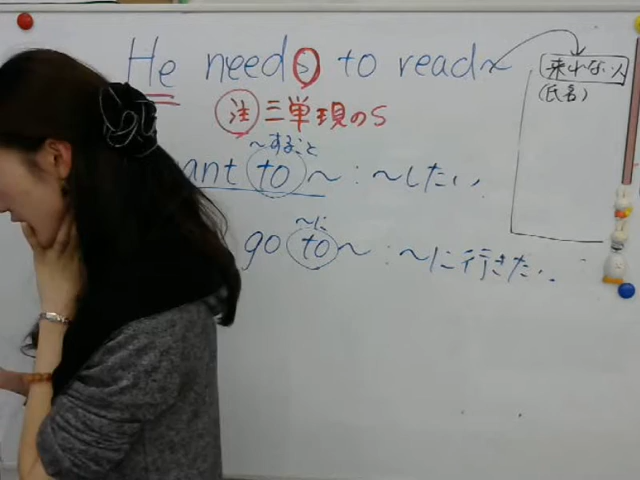 He needs to read〜
来れない人
(氏名)
注 三単現のS
〜すること
ant to 〜 : 〜したい
〜に
go to 〜 : 〜に行きたい